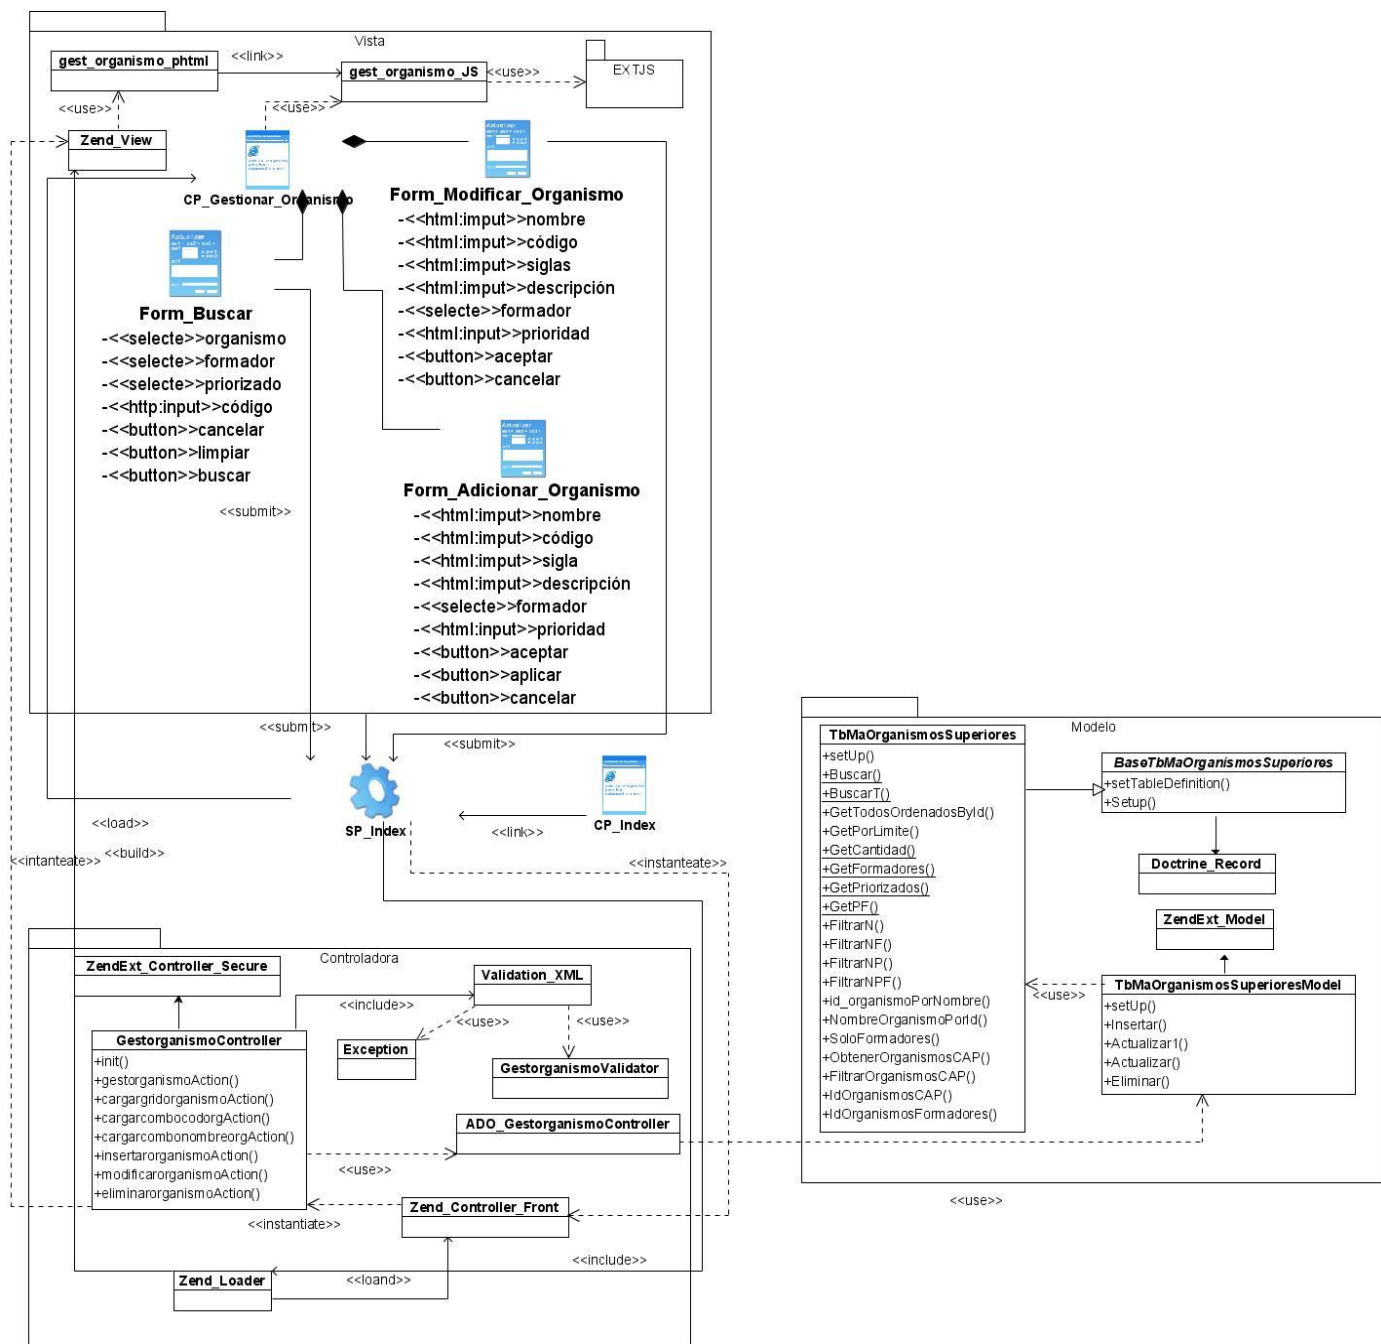 Vista
gest_organismo_phtml
<<link>>
gest_organismo_JS
<<use>>
EXTJS
<<use>>
<<use>>
Zend_View
CP_Gestionar_Organismo
Form_Modificar_Organismo
-<<html:imput>>nombre
-<<html:imput>>código
-<<html:imput>>siglas
-<<html:imput>>descripción
-<<selecte>>formador
-<<html:input>>prioridad
-<<button>>aceptar
-<<button>>cancelar
Form_Buscar
-<<selecte>>organismo
-<<selecte>>formador
-<<selecte>>priorizado
-<<http:input>>código
-<<button>>cancelar
-<<button>>limpiar
-<<button>>buscar
<<submit>>
Form_Adicionar_Organismo
-<<html:imput>>nombre
-<<html:imput>>código
-<<html:imput>>sigla
-<<html:imput>>descripción
-<<selecte>>formador
-<<html:input>>prioridad
-<<button>>aceptar
-<<button>>aplicar
-<<button>>cancelar
<<submit>>
<<submit>>
SP_Index
<<link>>
CP_Index
<<load>>
<<build>>
<<intanteate>>
<<instanteate>>
Controladora
ZendExt_Controller_Secure
<<include>>
Validation_XML
<<use>>
<<use>>
Exception
GestorganismoValidator
GestorganismoController
+init()
+gestorganismoAction()
+cargargridorganismoAction()
+cargarcombocodorgAction()
+cargarcombonombreorgAction()
+insertarorganismoAction()
+modificarorganismoAction()
+eliminarorganismoAction()
ADO_GestorganismoController
<<use>>
Zend_Controller_Front
<<instantiate>>
<<include>>
Zend_Loader
<<loand>>
Modelo
TbMaOrganismosSuperiores
+setUp()
+Buscar()
+BuscarT()
+GetTodosOrdenadosById()
+GetPorLimite()
+GetCantidad()
+GetFormadores()
+GetPriorizados()
+GetPF()
+FiltrarN()
+FiltrarNF()
+FiltrarNP()
+FiltrarNPF()
+id_organismoPorNombre()
+NombreOrganismoPorId()
+SoloFormadores()
+ObtenerOrganismosCAP()
+FiltrarOrganismosCAP()
+IdOrganismosCAP()
+IdOrganismosFormadores()
BaseTbMaOrganismosSuperiores
+setTableDefinition()
+Setup()
Doctrine_Record
ZendExt_Model
<<use>>
TbMaOrganismosSuperioresModel
+setUp()
+Insertar()
+Actualizar1()
+Actualizar()
+Eliminar()
<<use>>